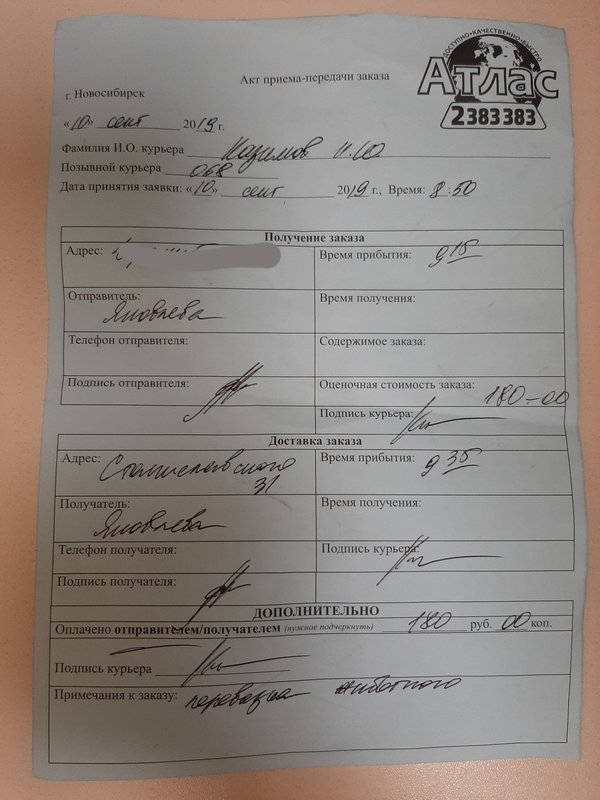 ДОСТУПНО•КАЧЕСТВЕННО•БЫСТРО
Атлас
2383383
Акт приема-передачи заказа
г. Новосибирск
«10» сент 2019 г.
Фамилия И.О. курьера Казимов Н.Ю.
Позывной курьера 068
Дата принятия заявки: «10» сент 2019 г., Время: 8:50
Получение заказа
Адрес:
Время прибытия: 9 15
Отправитель: Яковлева
Время получения:
Телефон отправителя:
Содержимое заказа:
Подпись отправителя:
Оценочная стоимость заказа: 180-00
Подпись курьера:
Доставка заказа
Адрес: Станиславского 31
Время прибытия: 9 35
Получатель: Яковлева
Время получения:
Телефон получателя:
Подпись курьера:
Подпись получателя:
ДОПОЛНИТЕЛЬНО
Оплачено отправителем/получателем (нужное подчеркнуть) 180 руб. 00 коп.
Подпись курьера
Примечания к заказу: перевозка животного